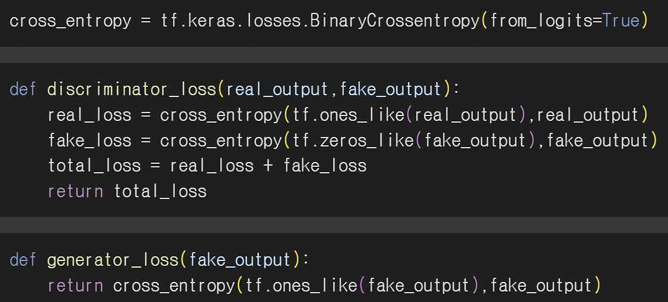 cross_entropy = tf.keras.losses.BinaryCrossentropy(from_logits=True)
def discriminator_loss(real_output,fake_output):
    real_loss = cross_entropy(tf.ones_like(real_output),real_output)
    fake_loss = cross_entropy(tf.zeros_like(fake_output),fake_output)
    total_loss = real_loss + fake_loss
    return total_loss
def generator_loss(fake_output):
    return cross_entropy(tf.ones_like(fake_output),fake_output)